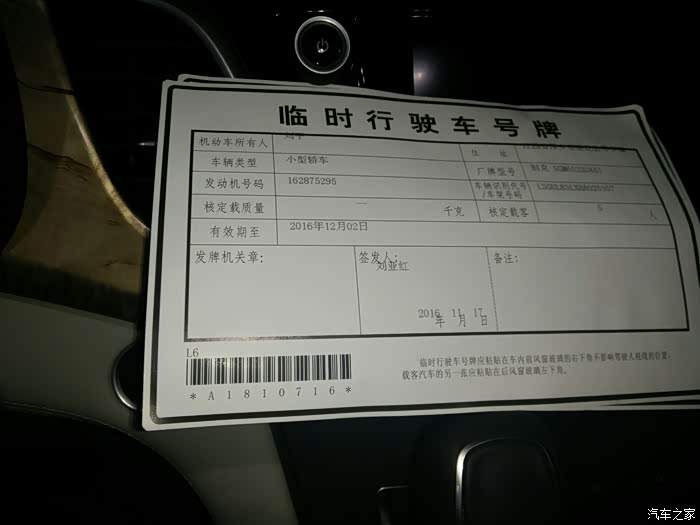 临时行驶车号牌
机动车所有人 住 址
车辆类型 小型轿车 厂牌型号 别克
发动机号码 162875295 车辆识别代号/车架号码
核定载质量 — 千克 核定载客 5 人
有效期至 2016年12月02日
发牌机关章: 签发人: 备注:
刘亚红
2016 11 17
年 月 日
L6
*A1810716*
临时行驶车号牌应粘贴在车内前风窗玻璃的右下角不影响驾驶人视线的位置,
载客汽车的另一张应粘贴在后风窗玻璃左下角。
汽车之家